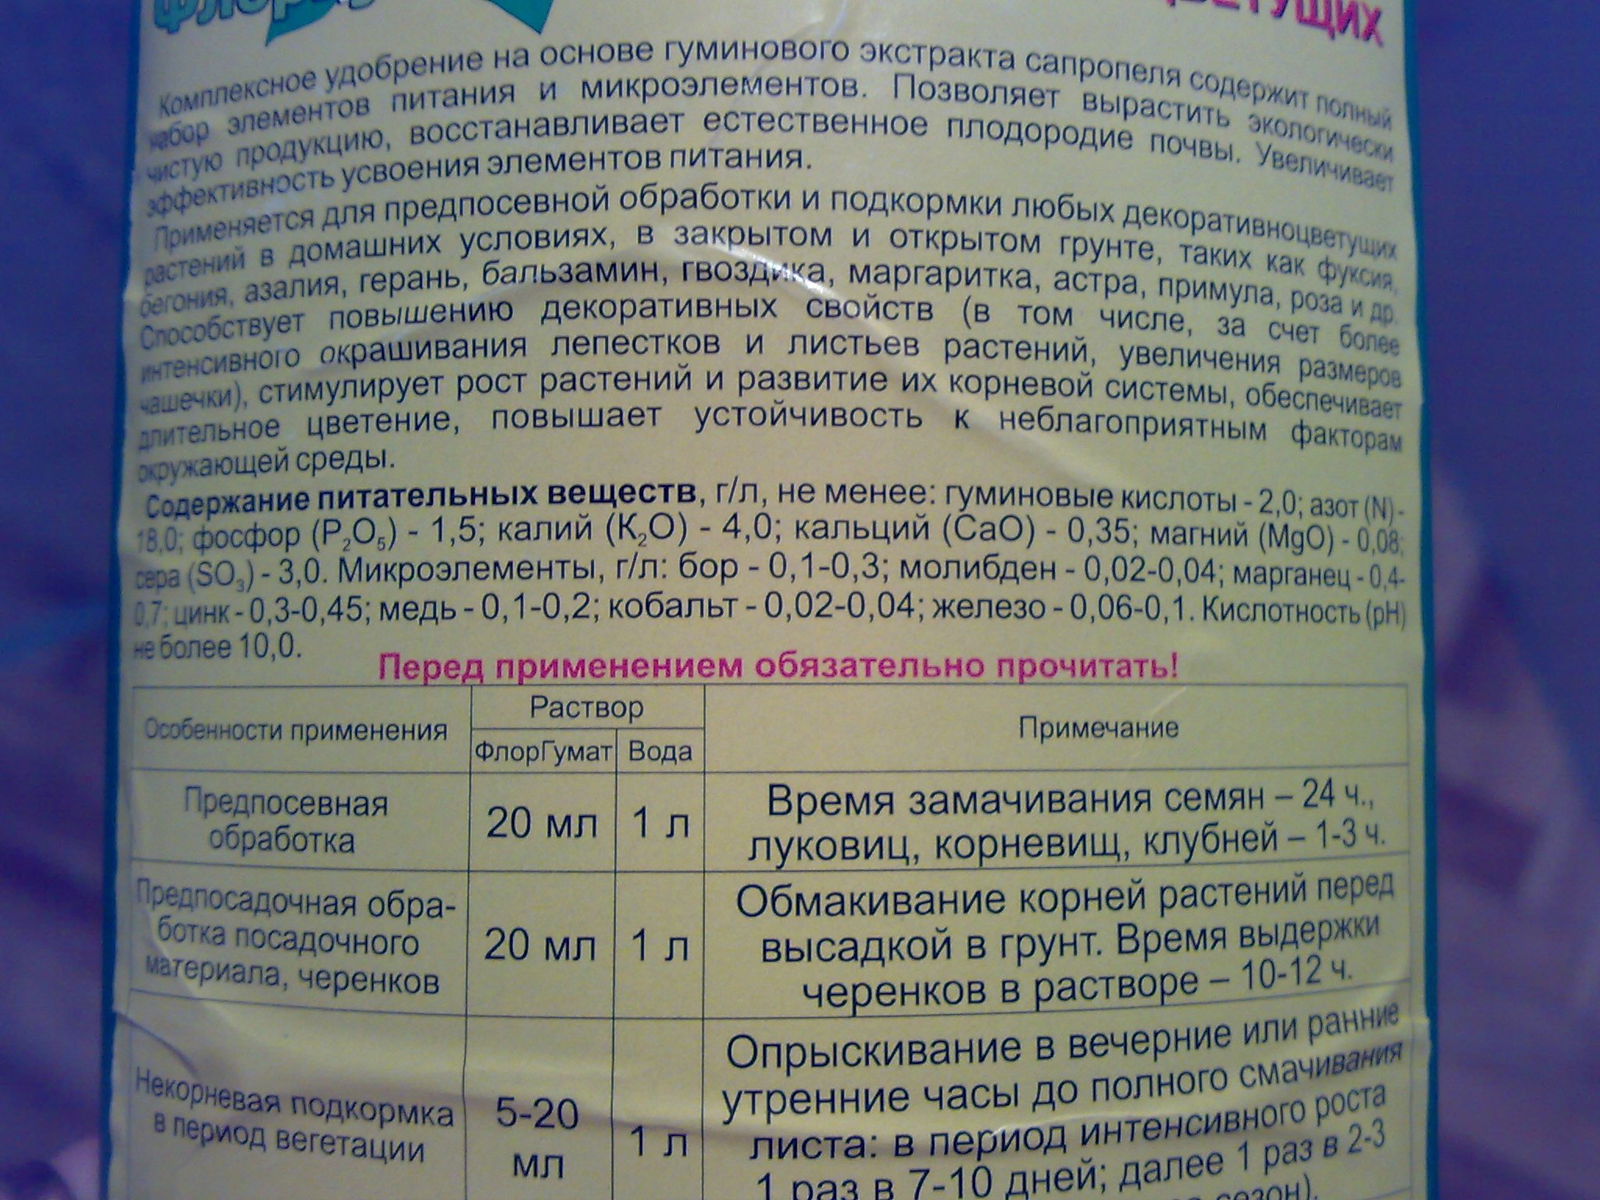 ЦВЕТУЩИХ
Комплексное удобрение на основе гуминового экстракта сапропеля содержит полный
набор элементов питания и микроэлементов. Позволяет вырастить экологически
чистую продукцию, восстанавливает естественное плодородие почвы. Увеличивает
эффективность усвоения элементов питания.
Применяется для предпосевной обработки и подкормки любых декоративноцветущих
растений в домашних условиях, в закрытом и открытом грунте, таких как фуксия,
бегония, азалия, герань, бальзамин, гвоздика, маргаритка, астра, примула, роза и др.
Способствует повышению декоративных свойств (в том числе, за счет более
интенсивного окрашивания лепестков и листьев растений, увеличения размеров
чашечки), стимулирует рост растений и развитие их корневой системы, обеспечивает
длительное цветение, повышает устойчивость к неблагоприятным факторам
окружающей среды.
Содержание питательных веществ, г/л, не менее: гуминовые кислоты - 2,0; азот (N)-
18,0; фосфор (P₂O₅) - 1,5; калий (K₂O) - 4,0; кальций (CaO) - 0,35; магний (MgO) - 0,08;
сера (SO₃) - 3,0. Микроэлементы, г/л: бор - 0,1-0,3; молибден - 0,02-0,04; марганец - 0,4-
0,7; цинк - 0,3-0,45; медь - 0,1-0,2; кобальт - 0,02-0,04; железо - 0,06-0,1. Кислотность (pH)
не более 10,0.
Перед применением обязательно прочитать!
Особенности применения
Раствор
ФлорГумат Вода
Примечание
Предпосевная
обработка
20 мл
1 л
Время замачивания семян – 24 ч.,
луковиц, корневищ, клубней – 1-3 ч.
Предпосадочная обра-
ботка посадочного
материала, черенков
20 мл
1 л
Обмакивание корней растений перед
высадкой в грунт. Время выдержки
черенков в растворе – 10-12 ч.
Некорневая подкормка
в период вегетации
5-20
мл
1 л
Опрыскивание в вечерние или ранние
утренние часы до полного смачивания
листа: в период интенсивного роста
1 раз в 7-10 дней; далее 1 раз в 2-3
сезон).